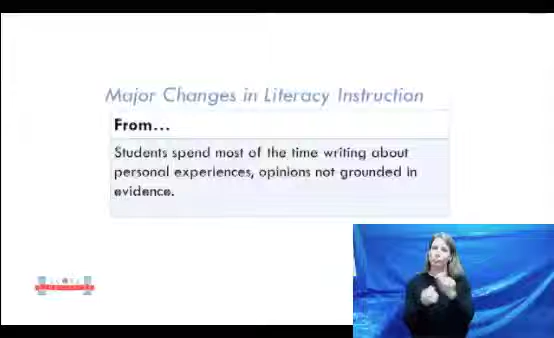 Major Changes in Literacy Instruction
From...
Students spend most of the time writing about
personal experiences, opinions not grounded in
evidence.